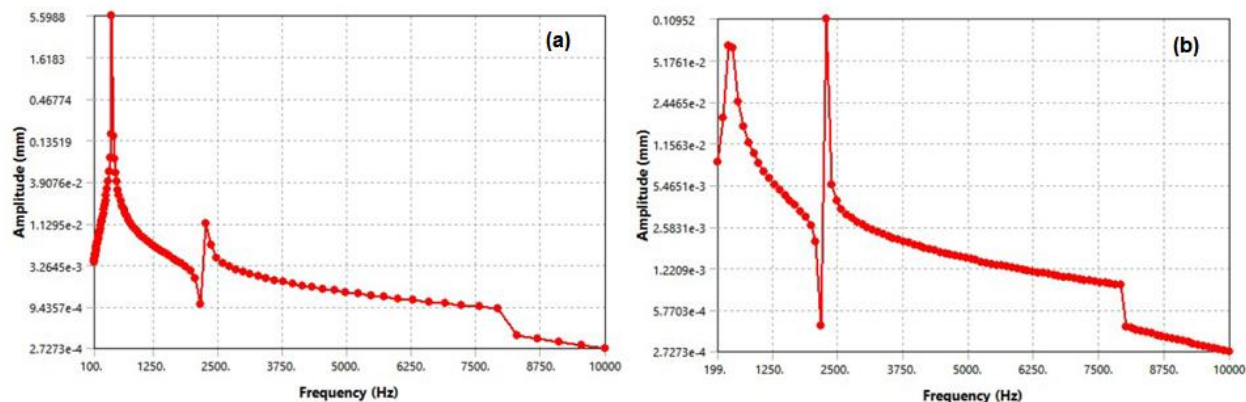 (a)
Amplitude (mm)
5.5988
1.6183
0.46774
0.13519
3.9076e-2
1.1295e-2
3.2645e-3
9.4357e-4
2.7273e-4
100. 1250. 2500. 3750. 5000. 6250. 7500. 8750. 10000
Frequency (Hz)
(b)
Amplitude (mm)
0.10952
5.1761e-2
2.4465e-2
1.1563e-2
5.4651e-3
2.5831e-3
1.2209e-3
5.7703e-4
2.7273e-4
199. 1250. 2500. 3750. 5000. 6250. 7500. 8750. 10000
Frequency (Hz)